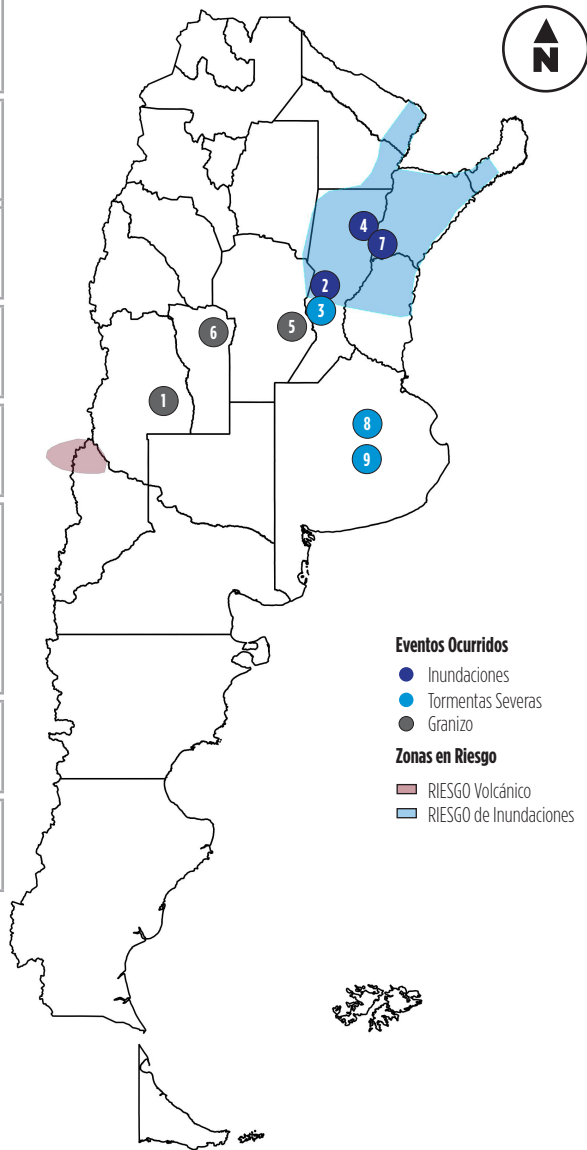 N
4
7
2
3
5
6
1
8
9
Eventos Ocurridos
Inundaciones
Tormentas Severas
Granizo
Zonas en Riesgo
RIESGO Volcánico
RIESGO de Inundaciones